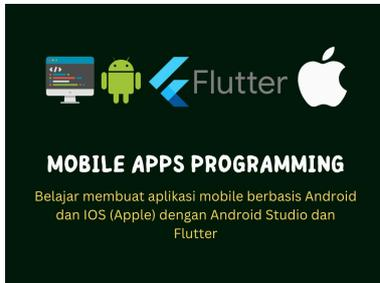 Flutter
MOBILE APPS PROGRAMMING
Belajar membuat aplikasi mobile berbasis Android
dan IOS (Apple) dengan Android Studio dan
Flutter